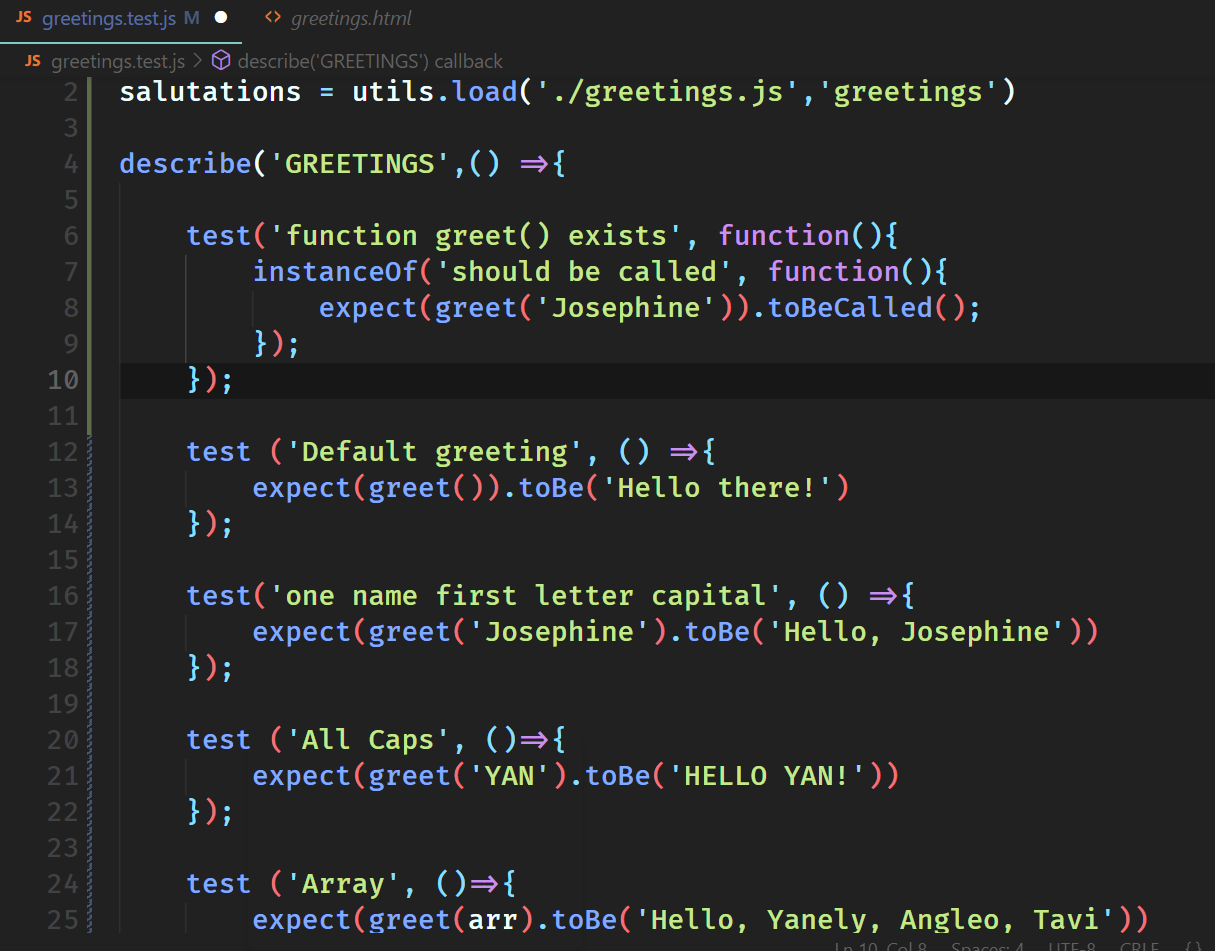 JS greetings.test.js M ● <> greetings.html
JS greetings.test.js > describe('GREETINGS') callback
2 salutations = utils.load('./greetings.js','greetings')
3
4 describe('GREETINGS',() =>{
5
6 test('function greet() exists', function(){
7 instanceOf('should be called', function(){
8 expect(greet('Josephine')).toBeCalled();
9 });
10 });
11
12 test ('Default greeting', () =>{
13 expect(greet()).toBe('Hello there!')
14 });
15
16 test('one name first letter capital', () =>{
17 expect(greet('Josephine').toBe('Hello, Josephine'))
18 });
19
20 test ('All Caps', ()=>{
21 expect(greet('YAN').toBe('HELLO YAN!'))
22 });
23
24 test ('Array', ()=>{
25 expect(greet(arr).toBe('Hello, Yanely, Angleo, Tavi'))
Ln 10, Col 8 Spaces: 4 UTF-8 CRLF {}